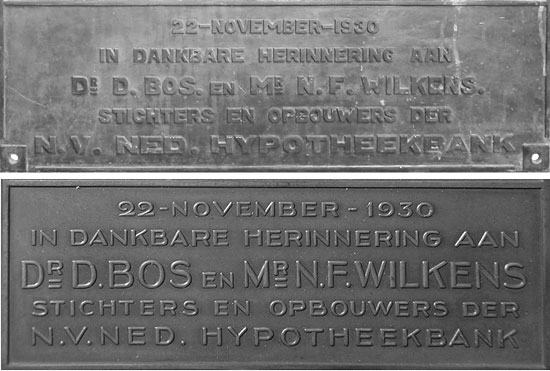 22-NOVEMBER-1930
IN DANKBARE HERINNERING AAN
DR D. BOS. EN MR N. F. WILKENS.
STICHTERS EN OPBOUWERS DER
N.V. NED. HYPOTHEEKBANK
22-NOVEMBER-1930
IN DANKBARE HERINNERING AAN
DR D. BOS EN MR N.F. WILKENS
STICHTERS EN OPBOUWERS DER
N.V. NED. HYPOTHEEKBANK